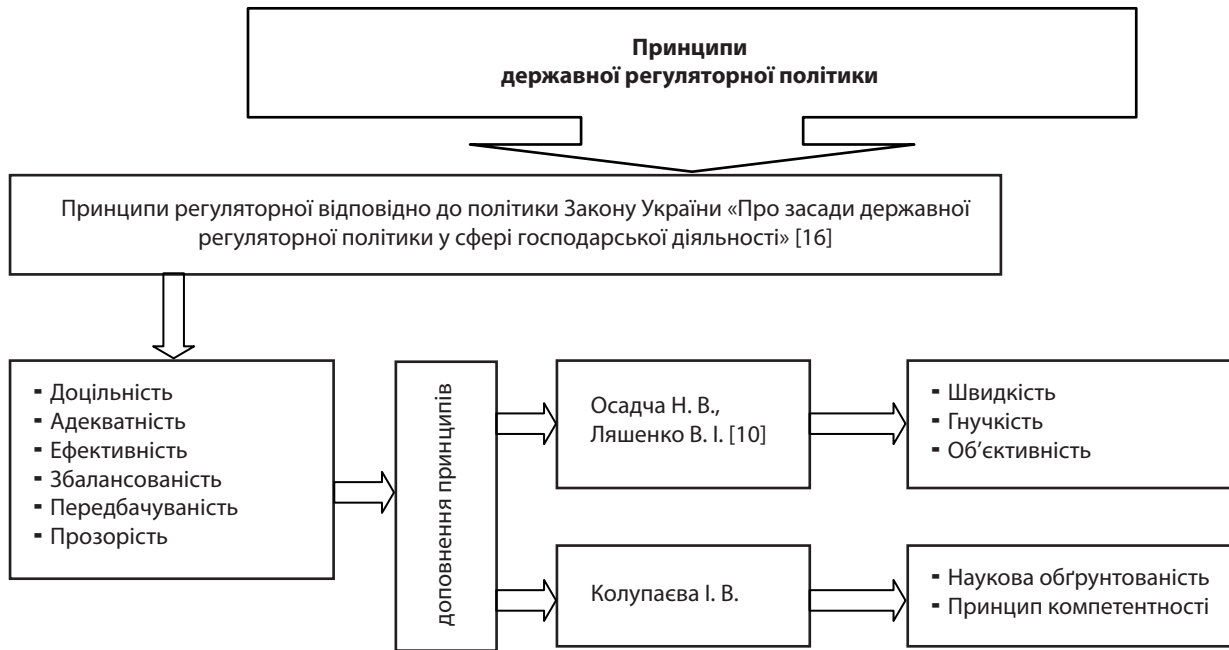 Принципи
державної регуляторної політики
Принципи регуляторної відповідно до політики Закону України «Про засади державної
регуляторної політики у сфері господарської діяльності» [16]
- Доцільність
- Адекватність
- Ефективність
- Збалансованість
- Передбачуваність
- Прозорість
доповнення принципів
Осадча Н. В.,
Ляшенко В. І. [10]
- Швидкість
- Гнучкість
- Об’єктивність
Колупаєва І. В.
- Наукова обґрунтованість
- Принцип компетентності